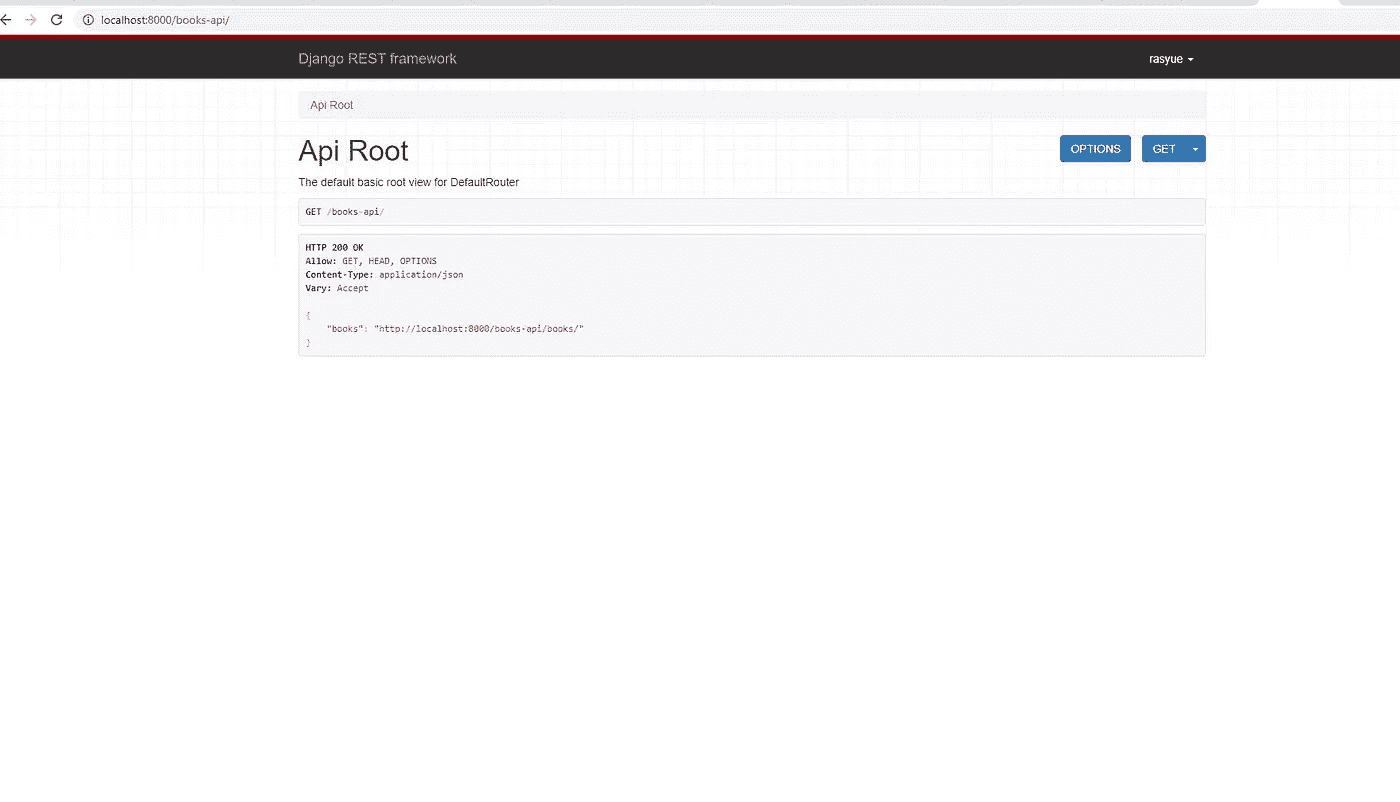 localhost:8000/books-api/
Django REST framework
rasyue
Api Root
Api Root
OPTIONS
GET
The default basic root view for DefaultRouter
GET /books-api/
HTTP 200 OK
Allow: GET, HEAD, OPTIONS
Content-Type: application/json
Vary: Accept
{
    "books": "http://localhost:8000/books-api/books/"
}